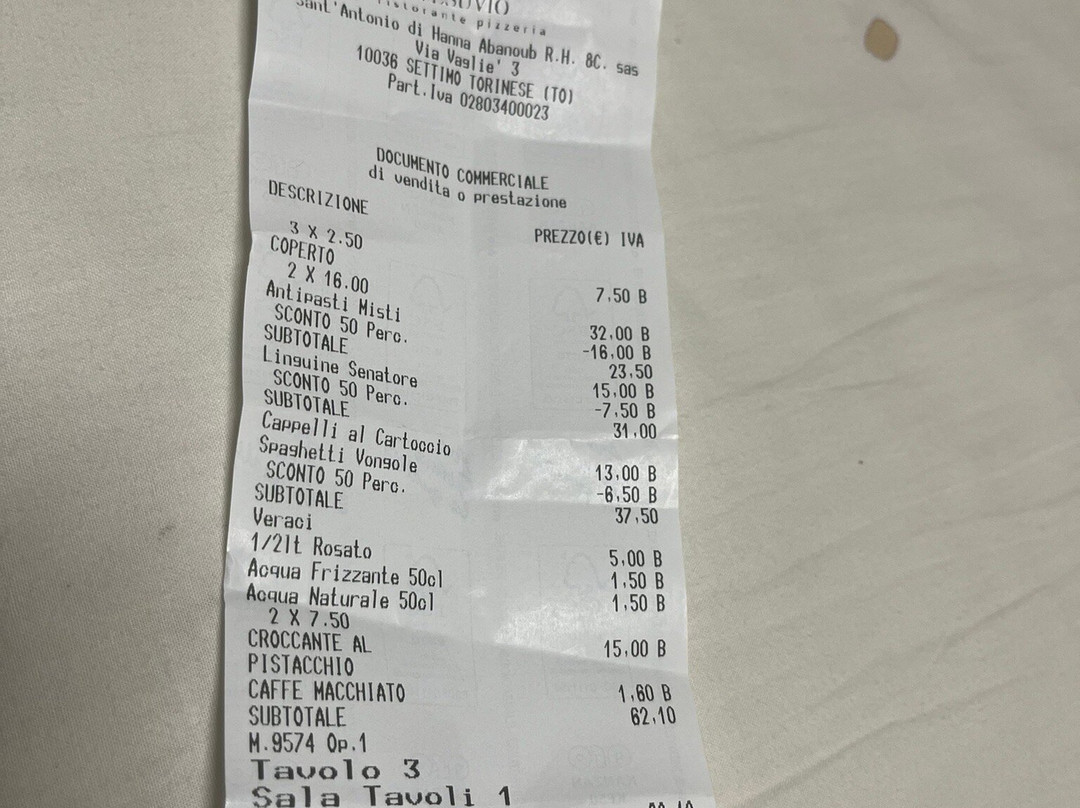 ristorante pizzeria
Sant'Antonio di Hanna Abanoub R.H. &C. sas
Via Vaglie' 3
10036 SETTIMO TORINESE (TO)
Part.Iva 02803400023
DOCUMENTO COMMERCIALE
di vendita o prestazione
DESCRIZIONE PREZZO(€) IVA
3 X 2.50
COPERTO 7,50 B
2 X 16.00
Antipasti Misti 32,00 B
SCONTO 50 Perc. -16,00 B
SUBTOTALE 23,50
Linguine Senatore 15,00 B
SCONTO 50 Perc. -7,50 B
SUBTOTALE 31,00
Cappelli al Cartoccio
Spaghetti Vongole 13,00 B
SCONTO 50 Perc. -6,50 B
SUBTOTALE 37,50
Veraci
1/2lt Rosato 5,00 B
Acqua Frizzante 50cl 1,50 B
Acqua Naturale 50cl 1,50 B
2 X 7.50
CROCCANTE AL 15,00 B
PISTACCHIO
CAFFE MACCHIATO 1,60 B
SUBTOTALE 62,10
M.9574 Op.1
Tavolo 3
Sala Tavoli 1